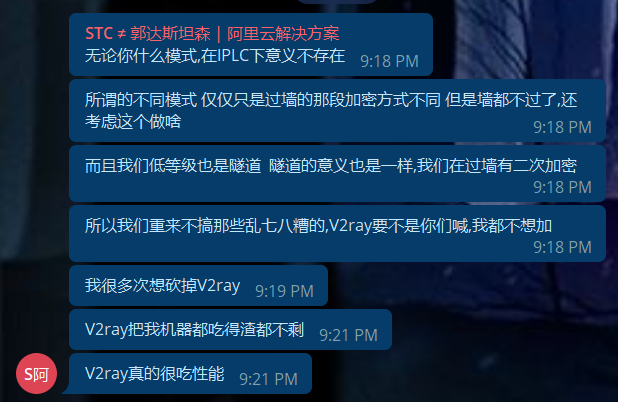 STC ≠ 郭达斯坦森 | 阿里云解决方案
无论你什么模式,在IPLC下意义不存在 9:18 PM
所谓的不同模式 仅仅只是过墙的那段加密方式不同 但是墙都不过了,还
考虑这个做啥 9:18 PM
而且我们低等级也是隧道 隧道的意义也是一样,我们在过墙有二次加密
9:18 PM
所以我们重来不搞那些乱七八糟的,V2ray要不是你们喊,我都不想加
9:18 PM
我很多次想砍掉V2ray 9:19 PM
V2ray把我机器都吃得渣都不剩 9:21 PM
S阿 V2ray真的很吃性能 9:21 PM